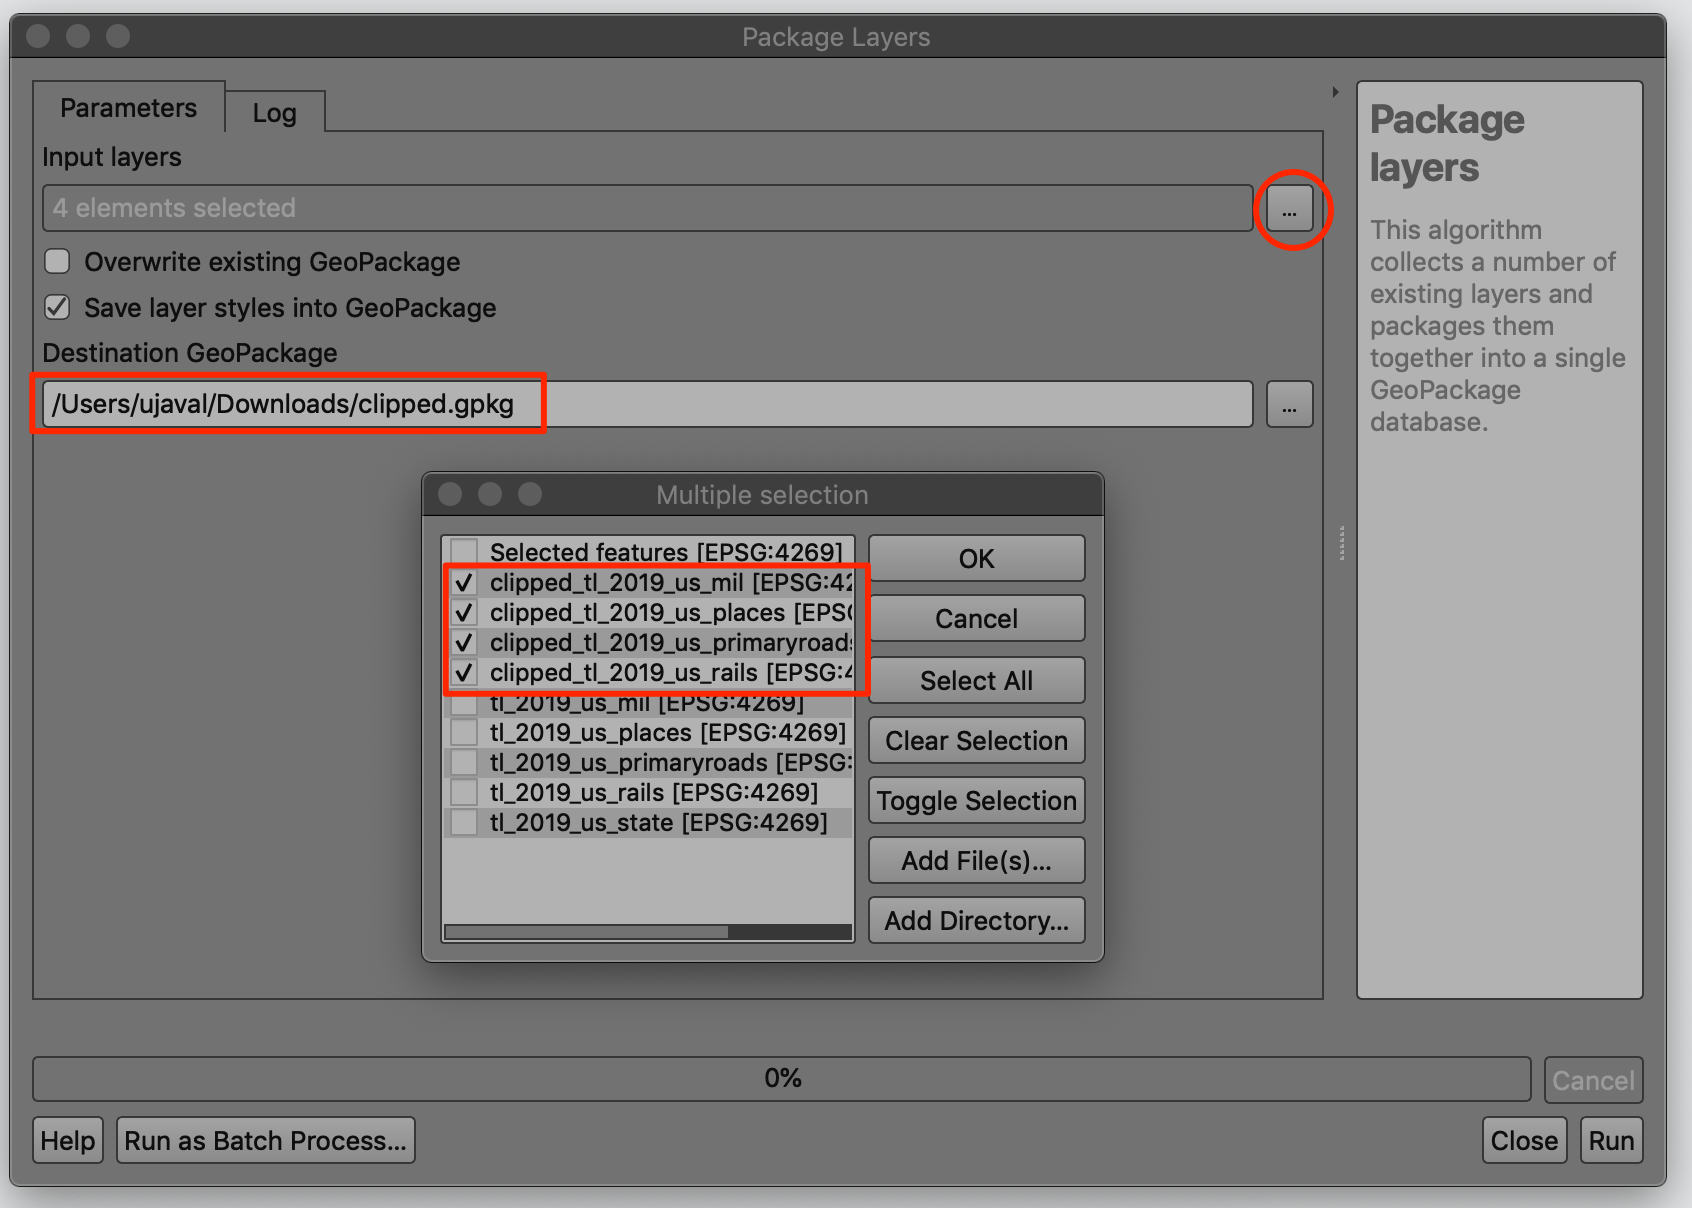 Package Layers
Parameters
Log
Input layers
4 elements selected
...
Overwrite existing GeoPackage
Save layer styles into GeoPackage
Destination GeoPackage
/Users/ujaval/Downloads/clipped.gpkg
...
Package
layers
This algorithm
collects a number of
existing layers and
packages them
together into a single
GeoPackage
database.
Multiple selection
Selected features [EPSG:4269]
clipped_tl_2019_us_mil [EPSG:42
clipped_tl_2019_us_places [EPS
clipped_tl_2019_us_primaryroads
clipped_tl_2019_us_rails [EPSG:4
tl_2019_us_mil [EPSG:4269]
tl_2019_us_places [EPSG:4269]
tl_2019_us_primaryroads [EPSG:
tl_2019_us_rails [EPSG:4269]
tl_2019_us_state [EPSG:4269]
OK
Cancel
Select All
Clear Selection
Toggle Selection
Add File(s)...
Add Directory...
0%
Cancel
Help
Run as Batch Process...
Close
Run